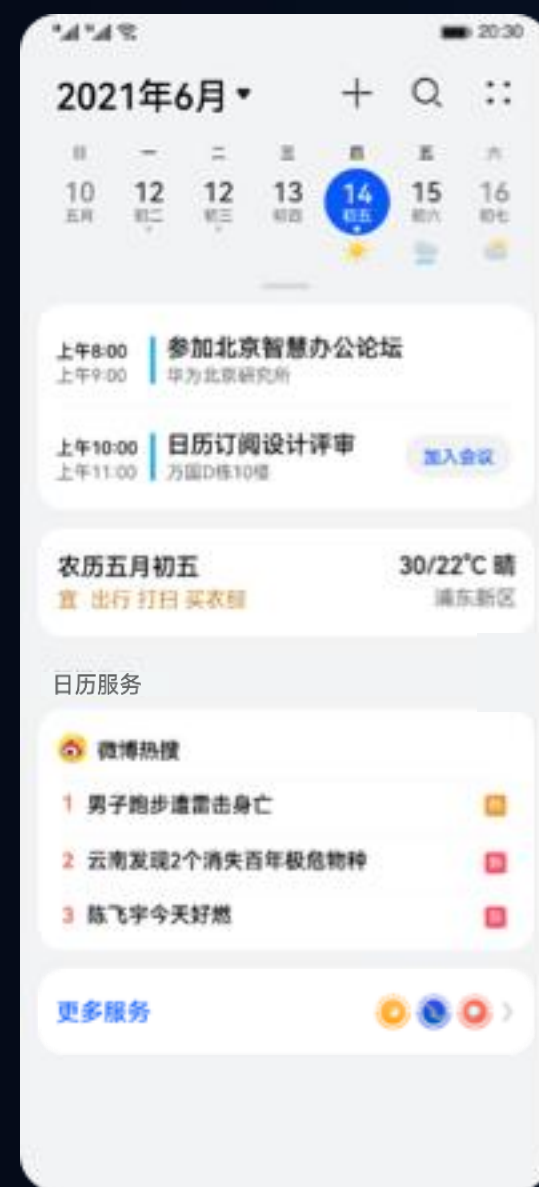 20:30
2021年6月
日 一 二 三 四 五 六
10 12 12 13 14 15 16
五月 初二 初三 初四 初五 初六 初七
上午8:00 参加北京智慧办公论坛
上午9:00 华为北京研究所
上午10:00 日历订阅设计评审 加入会议
上午11:00 万国D栋10楼
农历五月初五 30/22°C 晴
宜 出行 打扫 买衣服 浦东新区
日历服务
微博热搜
1 男子跑步遭雷击身亡
2 云南发现2个消失百年极危物种
3 陈飞宇今天好燃
更多服务